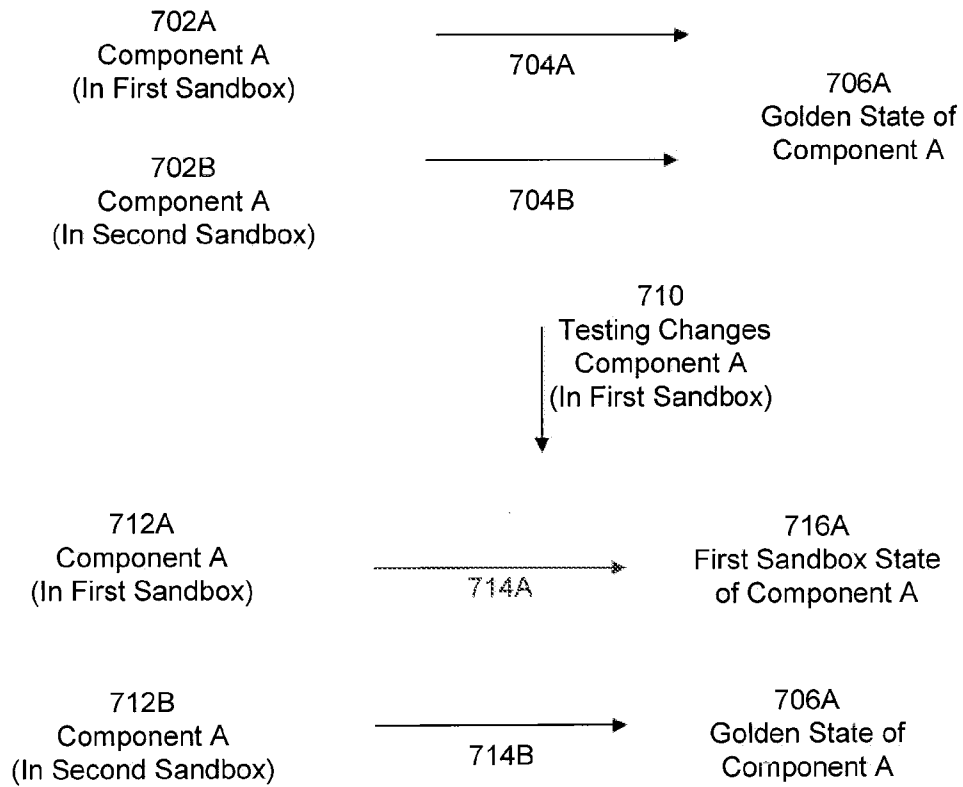 702A
Component A
(In First Sandbox)
704A
706A
Golden State of
Component A
702B
Component A
(In Second Sandbox)
704B
710
Testing Changes
Component A
(In First Sandbox)
712A
Component A
(In First Sandbox)
714A
716A
First Sandbox State
of Component A
712B
Component A
(In Second Sandbox)
714B
706A
Golden State of
Component A